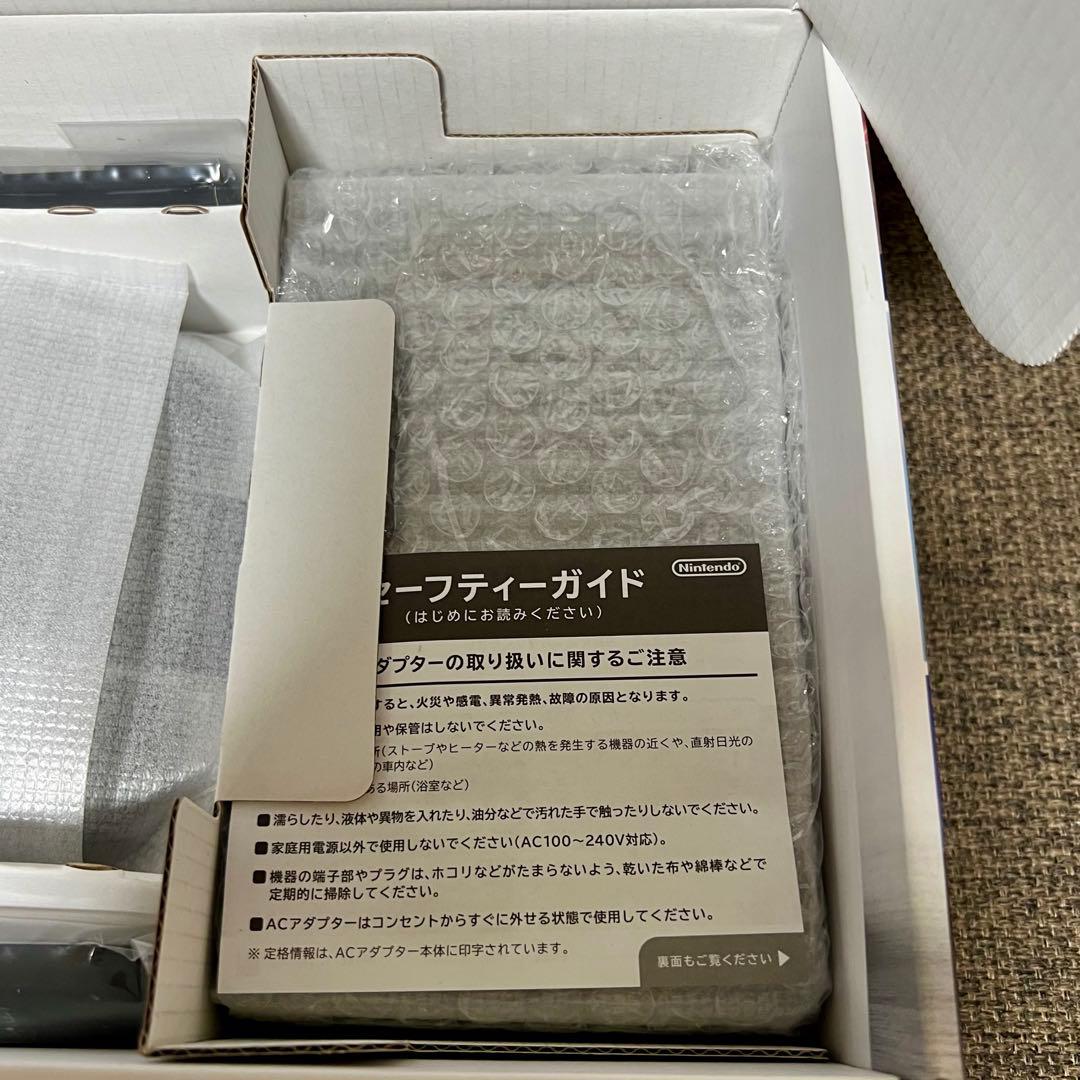 Nintendo
セーフティーガイド
(はじめにお読みください)
ダプターの取り扱いに関するご注意
すると、火災や感電、異常発熱、故障の原因となります。
用や保管はしないでください。
所(ストーブやヒーターなどの熱を発生する機器の近くや、直射日光の
の車内など)
ある場所(浴室など)
■濡らしたり、液体や異物を入れたり、油分などで汚れた手で触ったりしないでください。
■家庭用電源以外で使用しないでください(AC100～240V対応)。
■機器の端子部やプラグは、ホコリなどがたまらないよう、乾いた布や綿棒などで
定期的に掃除してください。
■ACアダプターはコンセントからすぐに外せる状態で使用してください。
※ 定格情報は、ACアダプター本体に印字されています。
裏面もご覧ください ▶